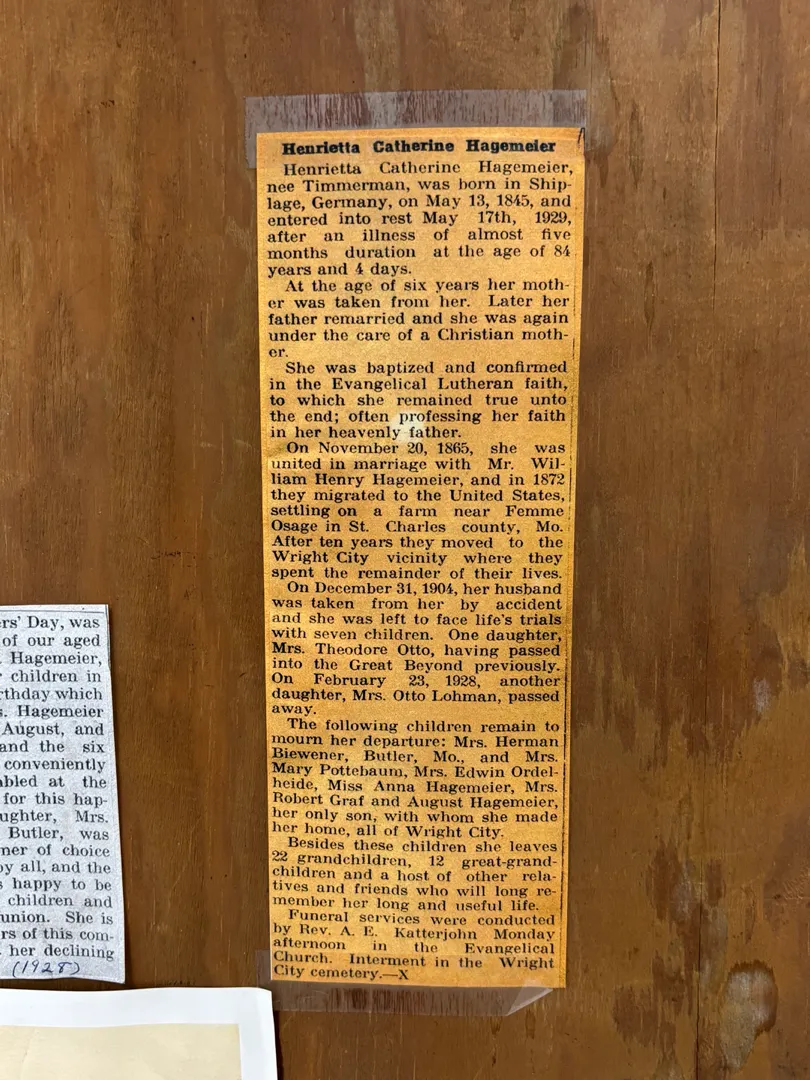 Henrietta Catherine Hagemeier
Henrietta Catherine Hagemeier,
nee Timmerman, was born in Ship-
lage, Germany, on May 13, 1845, and
entered into rest May 17th, 1929,
after an illness of almost five
months duration at the age of 84
years and 4 days.
At the age of six years her moth-
er was taken from her. Later her
father remarried and she was again
under the care of a Christian moth-
er.
She was baptized and confirmed
in the Evangelical Lutheran faith,
to which she remained true unto
the end; often professing her faith
in her heavenly father.
On November 20, 1865, she was
united in marriage with Mr. Wil-
liam Henry Hagemeier, and in 1872
they migrated to the United States,
settling on a farm near Femme
Osage in St. Charles county, Mo.
After ten years they moved to the
Wright City vicinity where they
spent the remainder of their lives.
On December 31, 1904, her husband
was taken from her by accident
and she was left to face life's trials
with seven children. One daughter,
Mrs. Theodore Otto, having passed
into the Great Beyond previously.
On February 23, 1928, another
daughter, Mrs. Otto Lohman, passed
away.
The following children remain to
mourn her departure: Mrs. Herman
Biewener, Butler, Mo., and Mrs.
Mary Pottebaum, Mrs. Edwin Ordel-
heide, Miss Anna Hagemeier, Mrs.
Robert Graf and August Hagemeier,
her only son, with whom she made
her home, all of Wright City.
Besides these children she leaves
22 grandchildren, 12 great-grand-
children and a host of other rela-
tives and friends who will long re-
member her long and useful life.
Funeral services were conducted
by Rev. A. E. Katterjohn Monday
afternoon in the Evangelical
Church. Interment in the Wright
City cemetery.—X
ers' Day, was
of our aged
. Hagemeier,
children in
rthday which
s. Hagemeier
August, and
and the six
conveniently
bled at the
for this hap-
ughter, Mrs.
Butler, was
ner of choice
by all, and the
s happy to be
children and
union. She is
rs of this com-
her declining
(1928)